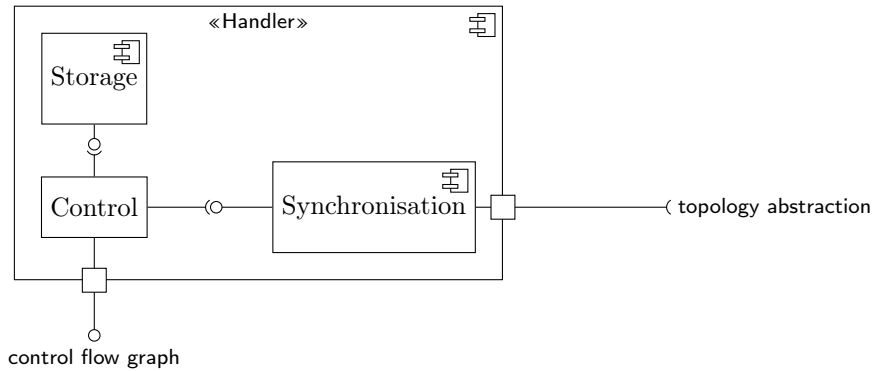 «Handler»
Storage
Control
Synchronisation
topology abstraction
control flow graph